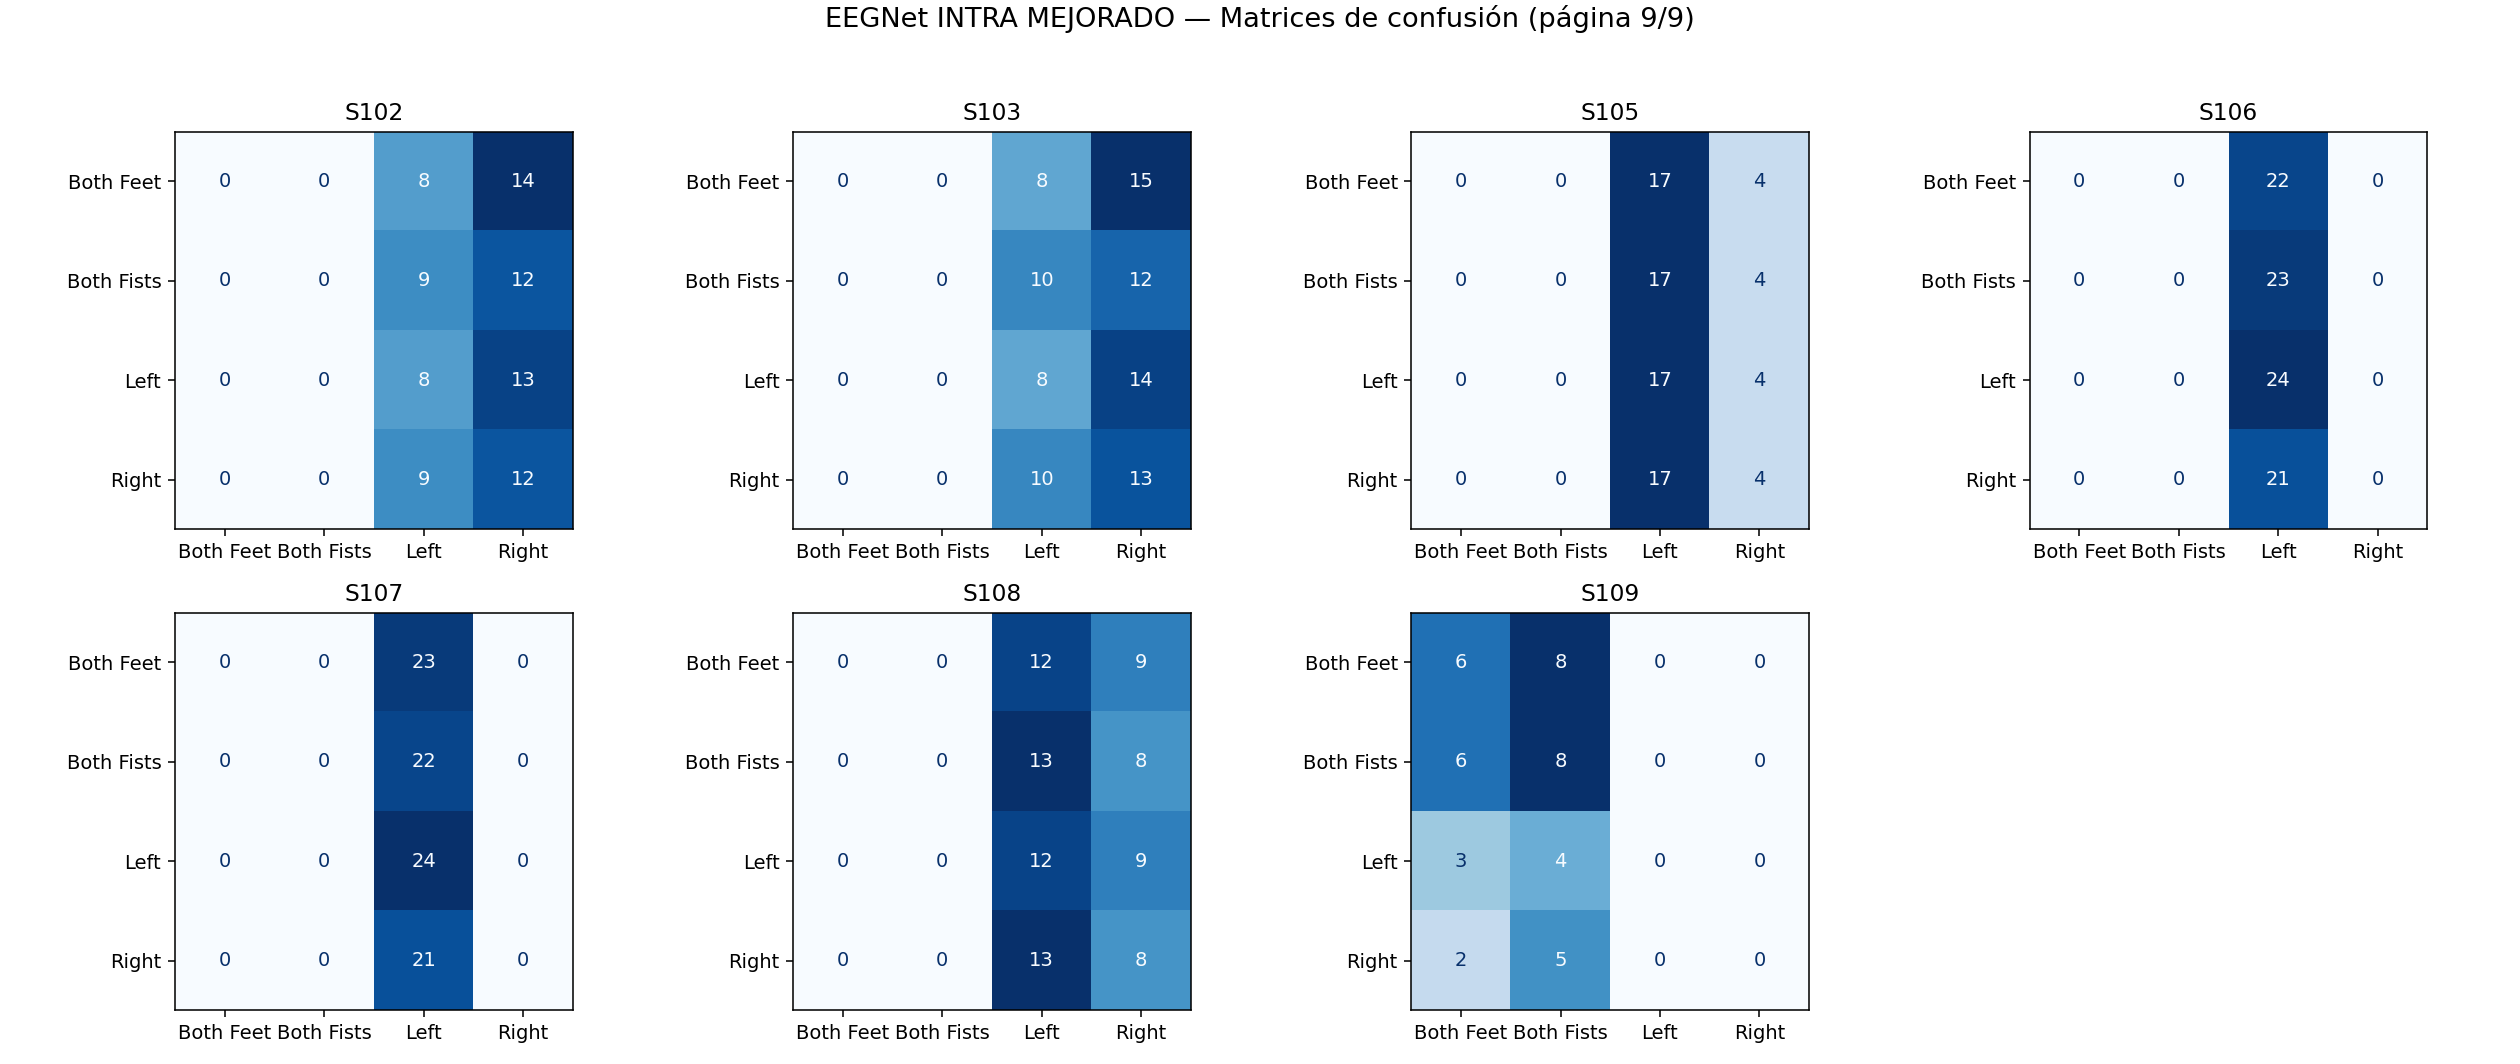 EEGNet INTRA MEJORADO — Matrices de confusión (página 9/9)
S102
Both Feet 0 0 8 14
Both Fists 0 0 9 12
Left 0 0 8 13
Right 0 0 9 12
Both Feet Both Fists Left Right
S103
Both Feet 0 0 8 15
Both Fists 0 0 10 12
Left 0 0 8 14
Right 0 0 10 13
Both Feet Both Fists Left Right
S105
Both Feet 0 0 17 4
Both Fists 0 0 17 4
Left 0 0 17 4
Right 0 0 17 4
Both Feet Both Fists Left Right
S106
Both Feet 0 0 22 0
Both Fists 0 0 23 0
Left 0 0 24 0
Right 0 0 21 0
Both Feet Both Fists Left Right
S107
Both Feet 0 0 23 0
Both Fists 0 0 22 0
Left 0 0 24 0
Right 0 0 21 0
Both Feet Both Fists Left Right
S108
Both Feet 0 0 12 9
Both Fists 0 0 13 8
Left 0 0 12 9
Right 0 0 13 8
Both Feet Both Fists Left Right
S109
Both Feet 6 8 0 0
Both Fists 6 8 0 0
Left 3 4 0 0
Right 2 5 0 0
Both Feet Both Fists Left Right